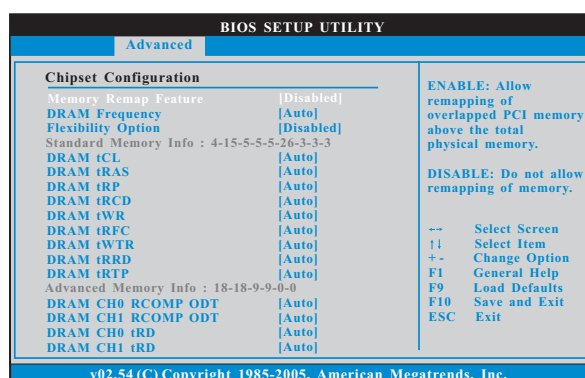 BIOS SETUP UTILITY
Advanced
Chipset Configuration
Memory Remap Feature [Disabled]
DRAM Frequency [Auto]
Flexibility Option [Disabled]
Standard Memory Info : 4-15-5-5-5-26-3-3-3
DRAM tCL [Auto]
DRAM tRAS [Auto]
DRAM tRP [Auto]
DRAM tRCD [Auto]
DRAM tWR [Auto]
DRAM tRFC [Auto]
DRAM tWTR [Auto]
DRAM tRRD [Auto]
DRAM tRTP [Auto]
Advanced Memory Info : 18-18-9-9-0-0
DRAM CH0 RCOMP ODT [Auto]
DRAM CH1 RCOMP ODT [Auto]
DRAM CH0 tRD [Auto]
DRAM CH1 tRD [Auto]
ENABLE: Allow
remapping of
overlapped PCI memory
above the total
physical memory.
DISABLE: Do not allow
remapping of memory.
←→ Select Screen
↑↓ Select Item
+ - Change Option
F1 General Help
F9 Load Defaults
F10 Save and Exit
ESC Exit
v02.54 (C) Copyright 1985-2005, American Megatrends, Inc.